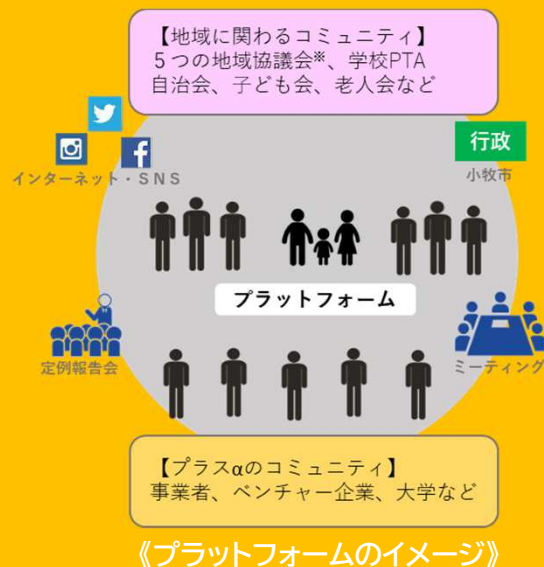 【地域に関わるコミュニティ】
５つの地域協議会※、学校PTA
自治会、子ども会、老人会など
インターネット・ＳＮＳ
行政
小牧市
プラットフォーム
定例報告会
ミーティング
【プラスαのコミュニティ】
事業者、ベンチャー企業、大学など
《プラットフォームのイメージ》